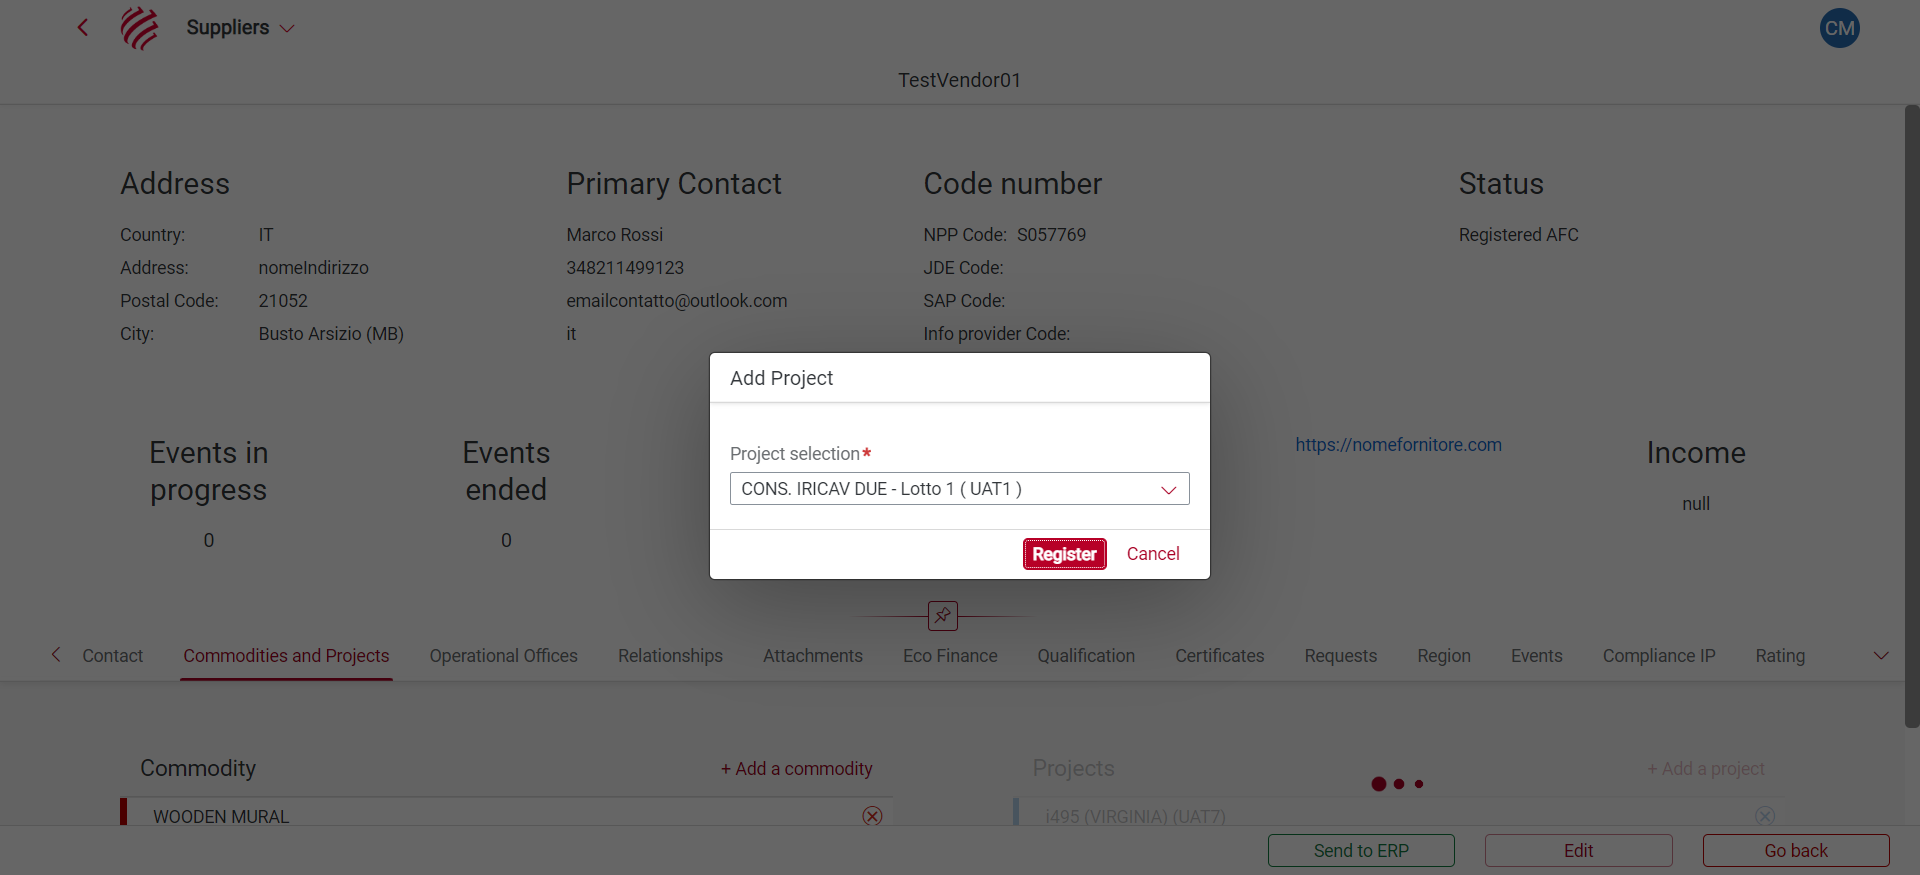 Suppliers
CM
TestVendor01
Address
Primary Contact
Code number
Status
Country: IT
Marco Rossi
NPP Code: S057769
Registered AFC
Address: nomeIndirizzo
348211499123
JDE Code:
Postal Code: 21052
emailcontatto@outlook.com
SAP Code:
City: Busto Arsizio (MB)
it
Info provider Code:
Add Project
Project selection*
CONS. IRICAV DUE - Lotto 1 ( UAT1 )
Register
Cancel
Events in
progress
0
Events
ended
0
https://nomefornitore.com
Income
null
Contact
Commodities and Projects
Operational Offices
Relationships
Attachments
Eco Finance
Qualification
Certificates
Requests
Region
Events
Compliance IP
Rating
Commodity
+ Add a commodity
Projects
+ Add a project
WOODEN MURAL
i495 (VIRGINIA) (UAT7)
Send to ERP
Edit
Go back